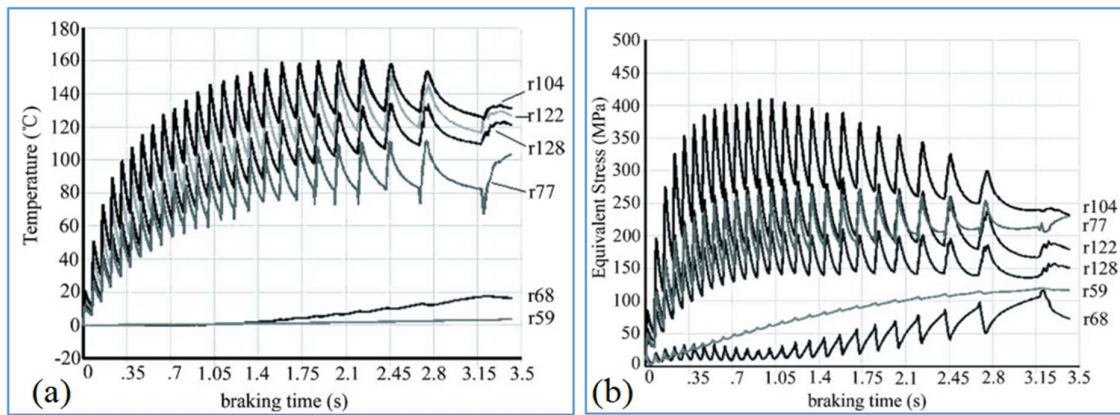 180
160
140
120
100
80
60
40
20
0
-20
Temperature (℃)
r104
r122
r128
r77
r68
r59
0 .35 .7 1.05 1.4 1.75 2.1 2.45 2.8 3.15 3.5
braking time (s)
(a)
500
450
400
350
300
250
200
150
100
50
0
Equivalent Stress (MPa)
r104
r77
r122
r128
r59
r68
0 .35 .7 1.05 1.4 1.75 2.1 2.45 2.8 3.15 3.5
braking time (s)
(b)